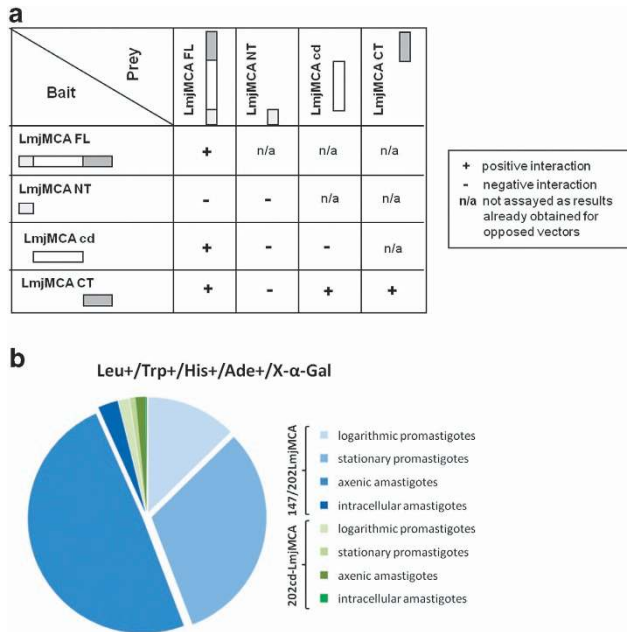 a
Prey
Bait
LmjMCA FL
LmjMCA NT
LmjMCA cd
LmjMCA CT
LmjMCA FL
+ n/a n/a n/a
LmjMCA NT
- - n/a n/a
LmjMCA cd
+ - - n/a
LmjMCA CT
+ - + +
+ positive interaction
- negative interaction
n/a not assayed as results
already obtained for
opposed vectors
b
Leu+/Trp+/His+/Ade+/X-α-Gal
147/202LmjMCA
logarithmic promastigotes
stationary promastigotes
axenic amastigotes
intracellular amastigotes
202cd-LmjMCA
logarithmic promastigotes
stationary promastigotes
axenic amastigotes
intracellular amastigotes